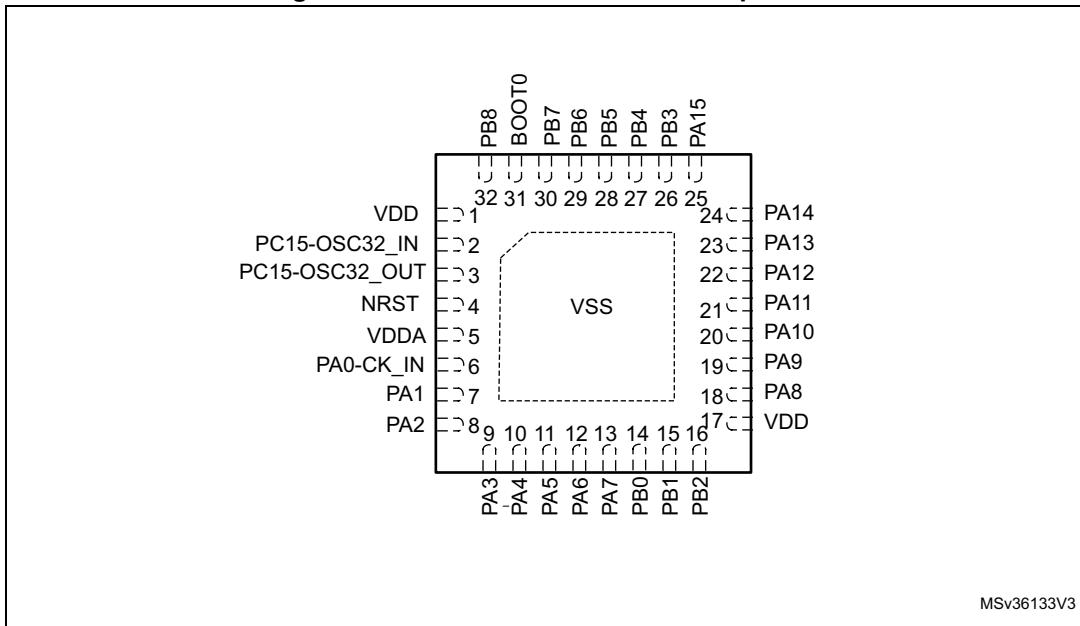 PB8
BOOT0
PB7
PB6
PB5
PB4
PB3
PA15
32 31 30 29 28 27 26 25
VDD 1
PC15-OSC32_IN 2
PC15-OSC32_OUT 3
NRST 4
VDDA 5
PA0-CK_IN 6
PA1 7
PA2 8
24 PA14
23 PA13
22 PA12
21 PA11
20 PA10
19 PA9
18 PA8
17 VDD
VSS
9 10 11 12 13 14 15 16
PA3
PA4
PA5
PA6
PA7
PB0
PB1
PB2
MSv36133V3